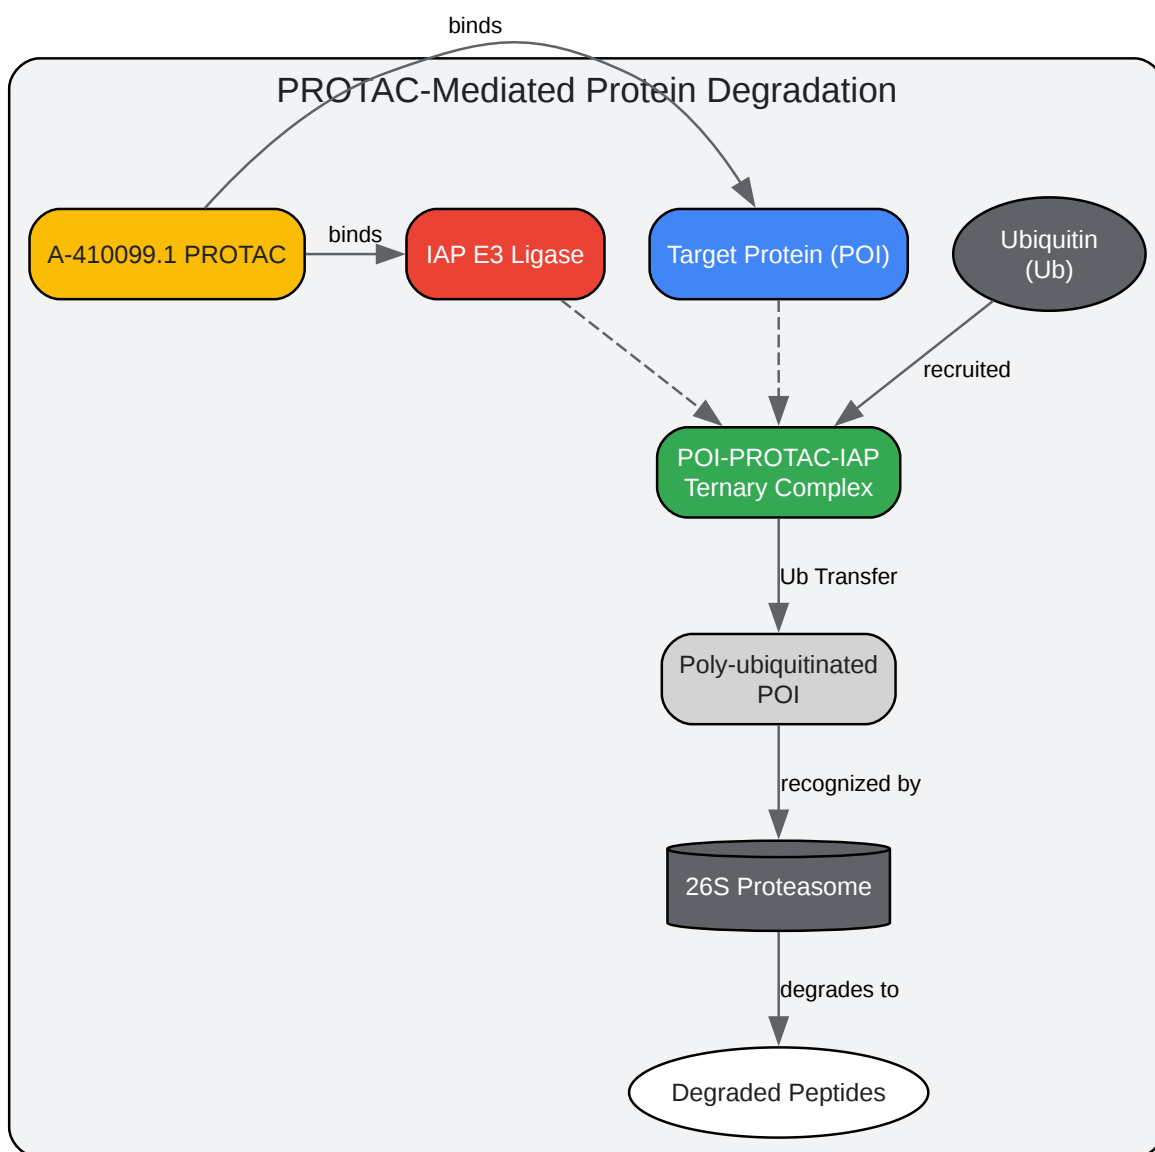 binds
PROTAC-Mediated Protein Degradation
A-410099.1 PROTAC
binds
IAP E3 Ligase
Target Protein (POI)
Ubiquitin
(Ub)
recruited
POI-PROTAC-IAP
Ternary Complex
Ub Transfer
Poly-ubiquitinated
POI
recognized by
26S Proteasome
degrades to
Degraded Peptides